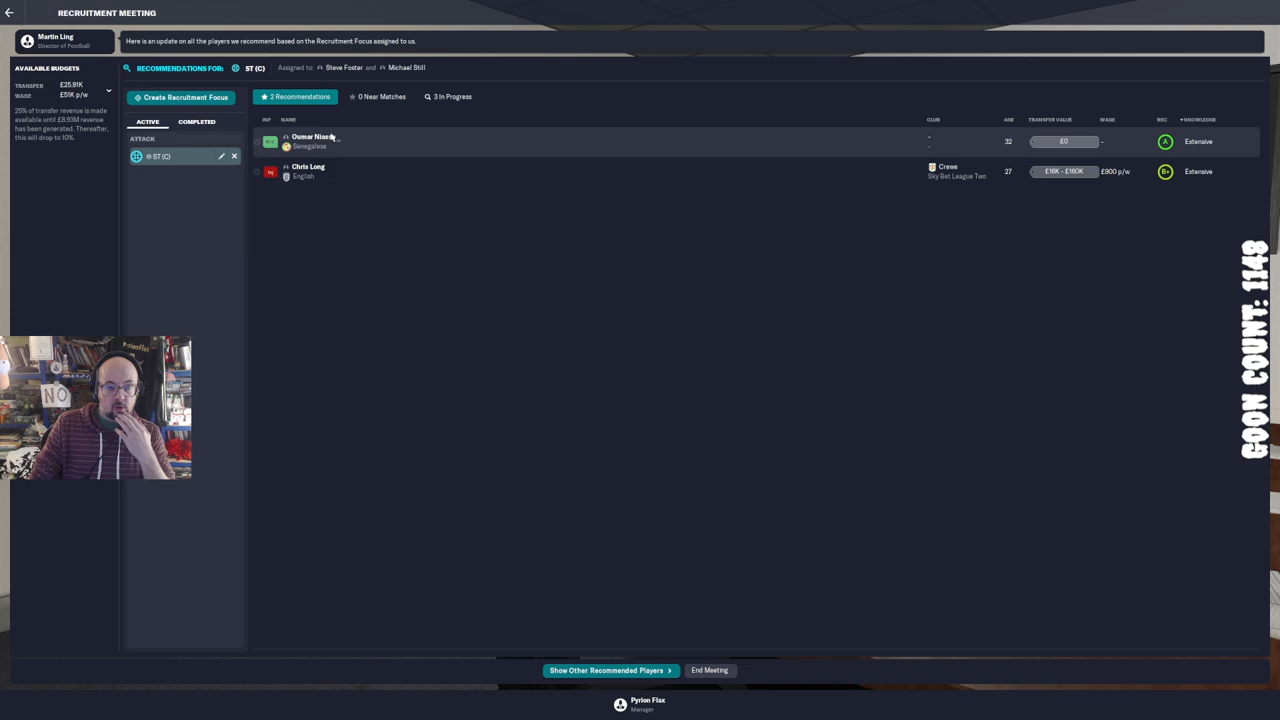 RECRUITMENT MEETING
Martin Ling
Director of Football
Here is an update on all the players we recommend based on the Recruitment Focus assigned to us.
AVAILABLE BUDGETS
TRANSFER £25.91K
WAGE £51K p/w
25% of transfer revenue is made
available until £8.93M revenue
has been generated. Thereafter,
this will drop to 10%.
RECOMMENDATIONS FOR: ST (C) Assigned to: Steve Foster and Michael Still
Create Recruitment Focus
ACTIVE COMPLETED
ATTACK
ST (C)
2 Recommendations 0 Near Matches 3 In Progress
INF NAME CLUB AGE TRANSFER VALUE WAGE REC KNOWLEDGE
Wnt Oumar Niasse - 32 £0 - A Extensive
Senegalese -
Inj Chris Long Crewe 27 £16K - £160K £900 p/w B+ Extensive
English Sky Bet League Two
GOON COUNT: 1148
PyrionFlax
NO
Show Other Recommended Players End Meeting
Pyrion Flax
Manager